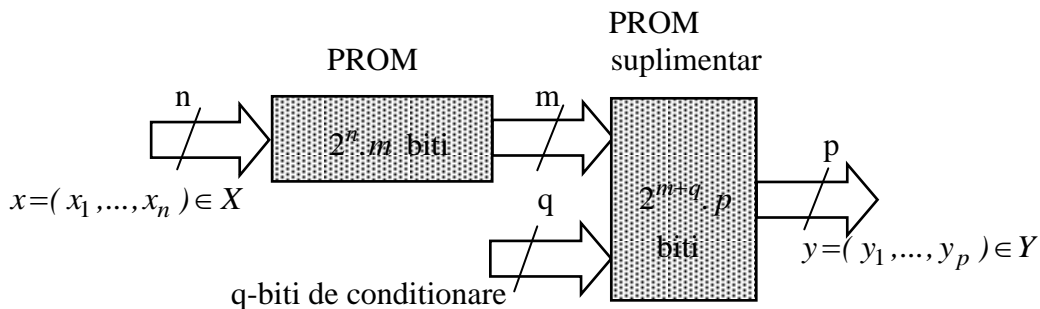 PROM
PROM
suplimentar
n
m
2^n.m biti
p
x=( x_1 ,..., x_n )∈ X
q
2^{m+q}.p
biti
y=( y_1 ,..., y_p )∈ Y
q-biti de conditionare